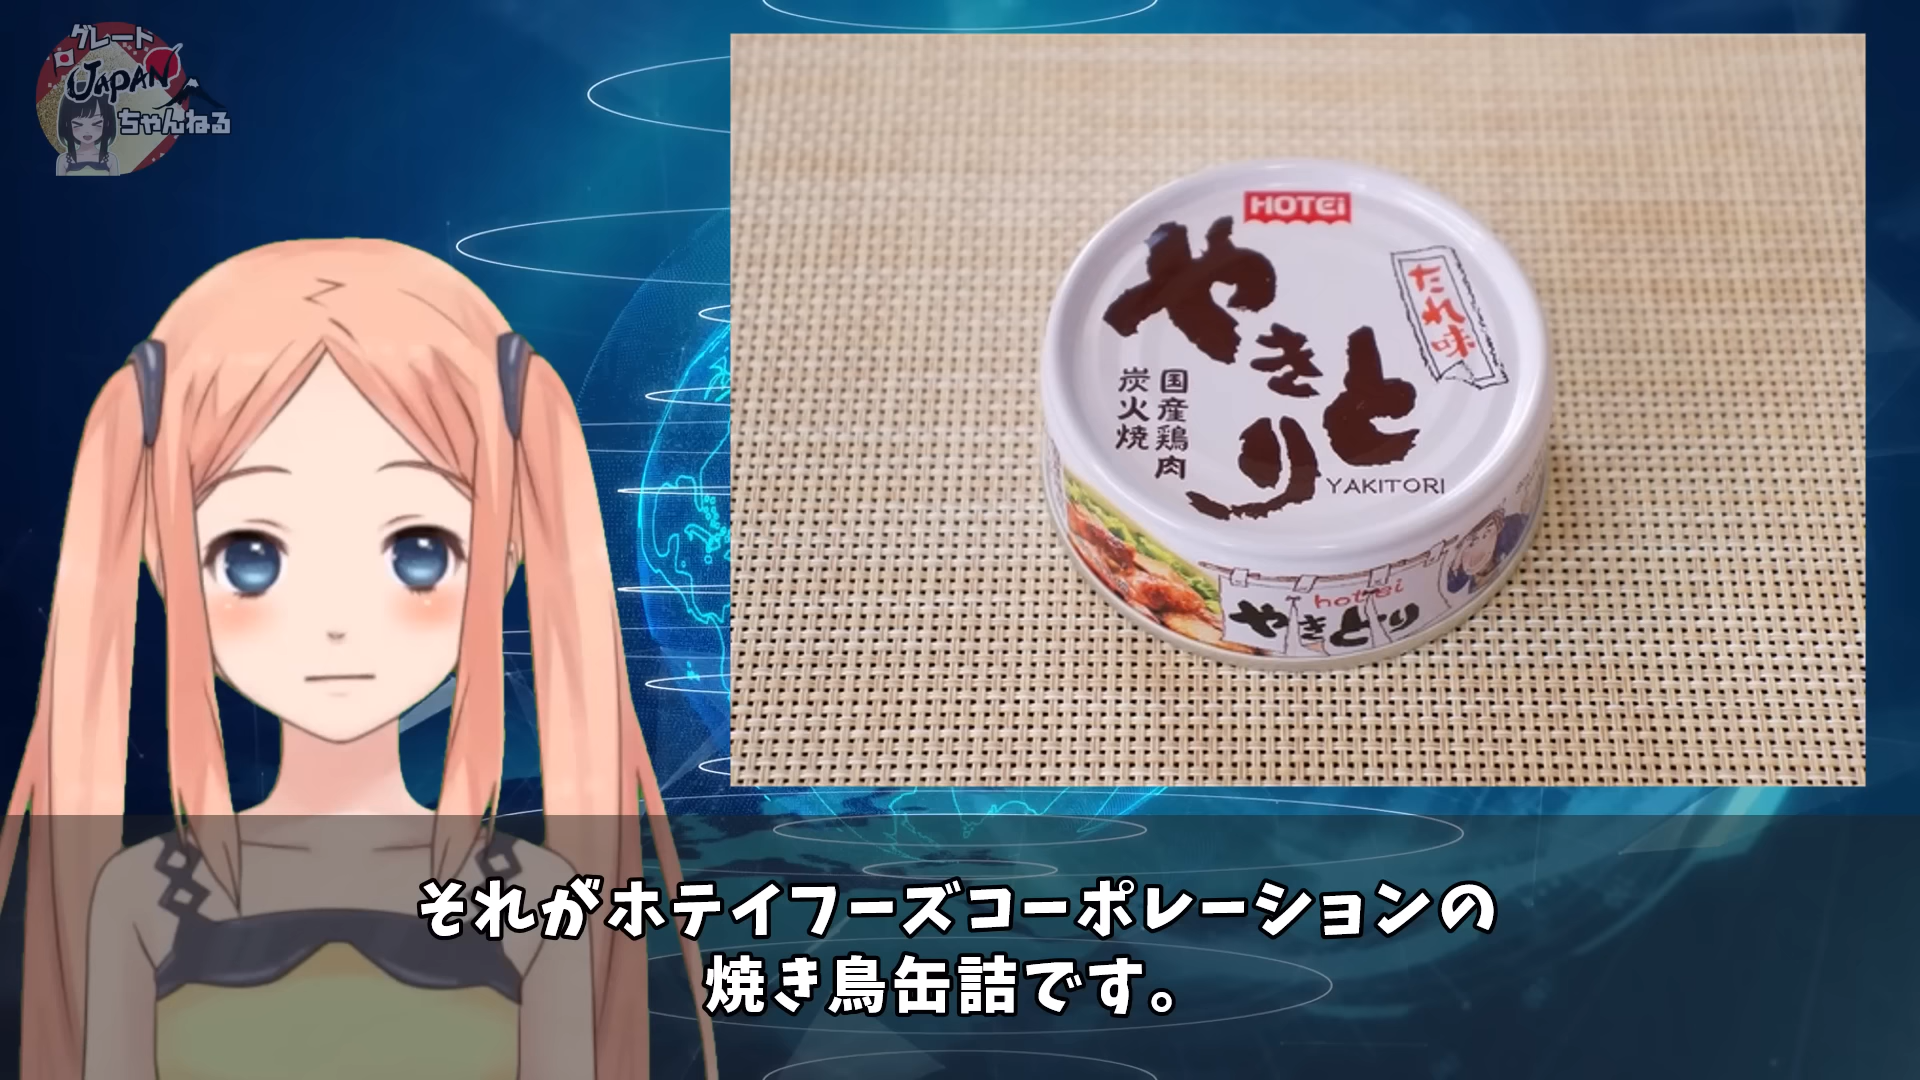 グレート
JAPAN
ちゃんねる
HOTEi
やきとり
たれ味
国産鶏肉
炭火焼
YAKITORI
hotei
やきとり
それがホテイフーズコーポレーションの
焼き鳥缶詰です。